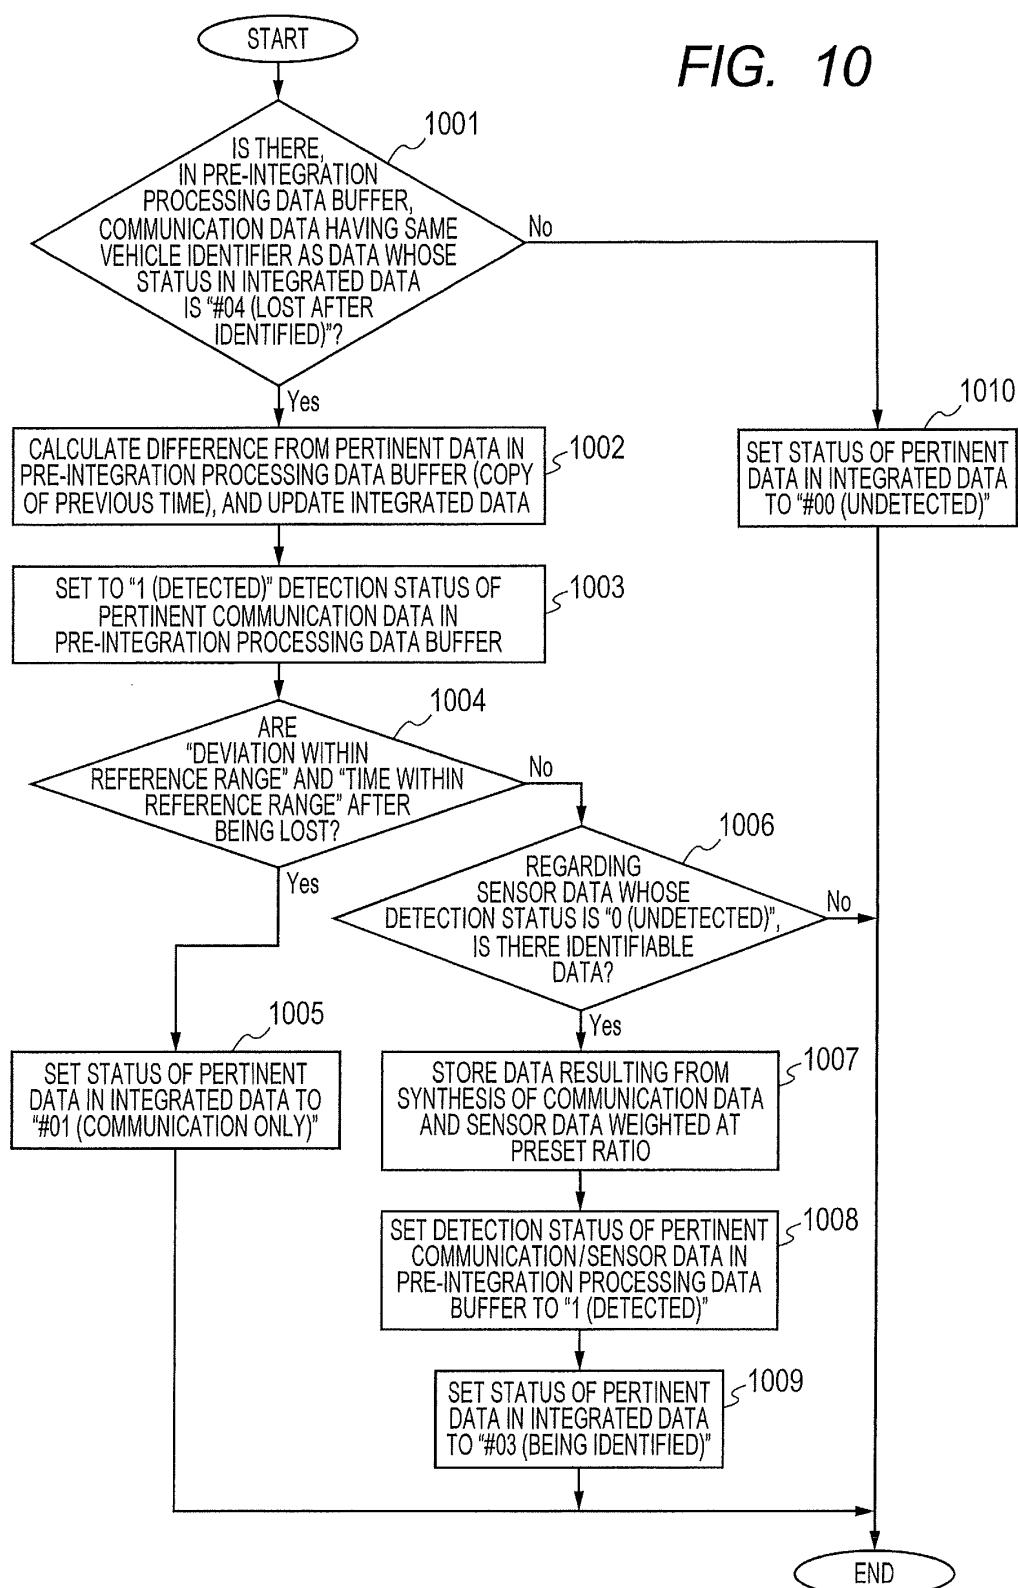 START
FIG. 10
1001
IS THERE,
IN PRE-INTEGRATION
PROCESSING DATA BUFFER,
COMMUNICATION DATA HAVING SAME
VEHICLE IDENTIFIER AS DATA WHOSE
STATUS IN INTEGRATED DATA
IS “#04 (LOST AFTER
IDENTIFIED)”?
No
Yes
1010
SET STATUS OF PERTINENT
DATA IN INTEGRATED DATA
TO “#00 (UNDETECTED)”
1002
CALCULATE DIFFERENCE FROM PERTINENT DATA IN
PRE-INTEGRATION PROCESSING DATA BUFFER (COPY
OF PREVIOUS TIME), AND UPDATE INTEGRATED DATA
1003
SET TO “1 (DETECTED)” DETECTION STATUS OF
PERTINENT COMMUNICATION DATA IN
PRE-INTEGRATION PROCESSING DATA BUFFER
1004
ARE
“DEVIATION WITHIN
REFERENCE RANGE” AND “TIME WITHIN
REFERENCE RANGE” AFTER
BEING LOST?
No
Yes
1006
REGARDING
SENSOR DATA WHOSE
DETECTION STATUS IS “0 (UNDETECTED)”,
IS THERE IDENTIFIABLE
DATA?
No
Yes
1005
SET STATUS OF PERTINENT
DATA IN INTEGRATED DATA TO
“#01 (COMMUNICATION ONLY)”
1007
STORE DATA RESULTING FROM
SYNTHESIS OF COMMUNICATION DATA
AND SENSOR DATA WEIGHTED AT
PRESET RATIO
1008
SET DETECTION STATUS OF PERTINENT
COMMUNICATION/SENSOR DATA IN
PRE-INTEGRATION PROCESSING DATA
BUFFER TO “1 (DETECTED)”
1009
SET STATUS OF PERTINENT
DATA IN INTEGRATED DATA
TO “#03 (BEING IDENTIFIED)”
END